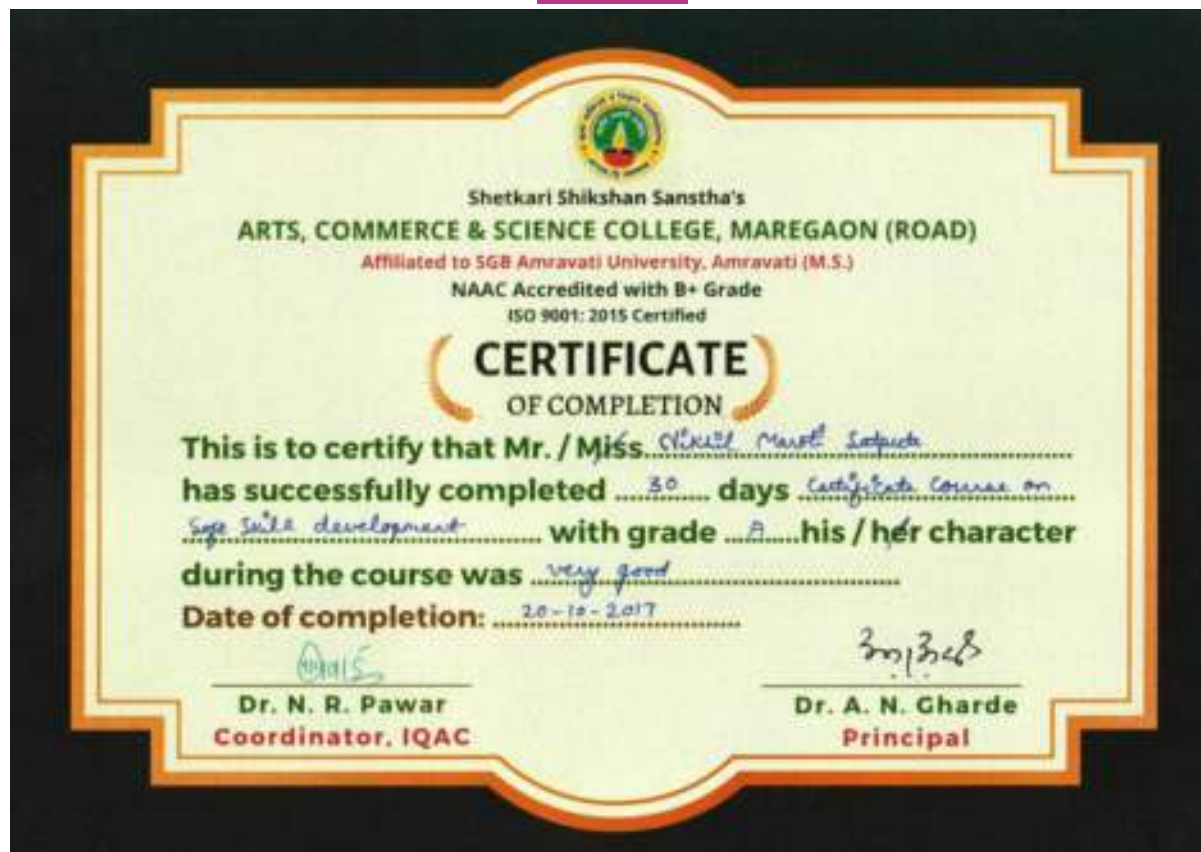 Shetkari Shikshan Sanstha's
ARTS, COMMERCE & SCIENCE COLLEGE, MAREGAON (ROAD)
Affiliated to SGB Amravati University, Amravati (M.S.)
NAAC Accredited with B+ Grade
ISO 9001: 2015 Certified
CERTIFICATE
OF COMPLETION
This is to certify that Mr. / Miss Nikhil Maroti
has successfully completed 30 days Certificate Course on
development with grade A his / her character
during the course was very good
Date of completion: 20-10-2017
Dr. N. R. Pawar
Dr. A. N. Gharde
Coordinator, IQAC
Principal